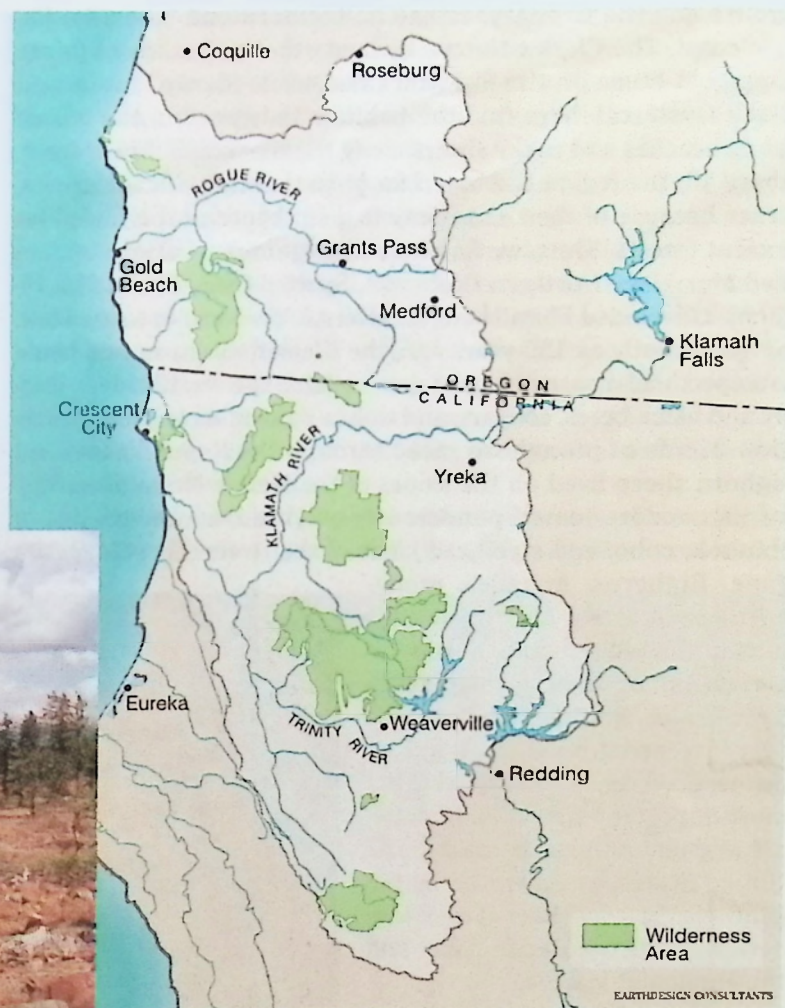 Coquille
Roseburg
ROGUE RIVER
Grants Pass
Gold
Beach
Medford
Klamath
Falls
OREGON
CALIFORNIA
Crescent
City
KLAMATH RIVER
Yreka
Eureka
TRINITY RIVER
Weaverville
Redding
Wilderness
Area
EARTHDESIGN CONSULTANTS